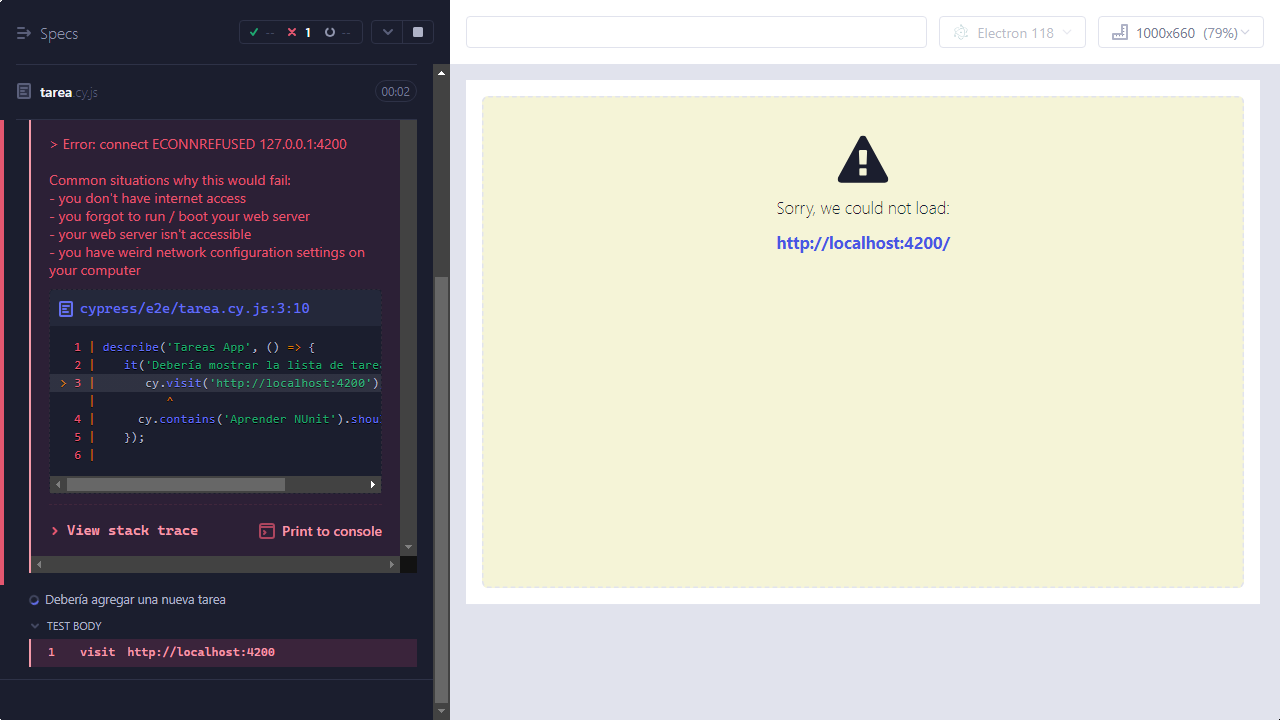 Specs
-- 1 --
tarea.cy.js
00:02
> Error: connect ECONNREFUSED 127.0.0.1:4200
Common situations why this would fail:
- you don't have internet access
- you forgot to run / boot your web server
- your web server isn't accessible
- you have weird network configuration settings on
your computer
cypress/e2e/tarea.cy.js:3:10
1 | describe('Tareas App', () => {
2 | it('Debería mostrar la lista de tarea
> 3 | cy.visit('http://localhost:4200')
| ^
4 | cy.contains('Aprender NUnit').shou
5 | });
6 |
> View stack trace
Print to console
Debería agregar una nueva tarea
TEST BODY
1 visit http://localhost:4200
Electron 118
1000x660 (79%)
Sorry, we could not load:
http://localhost:4200/